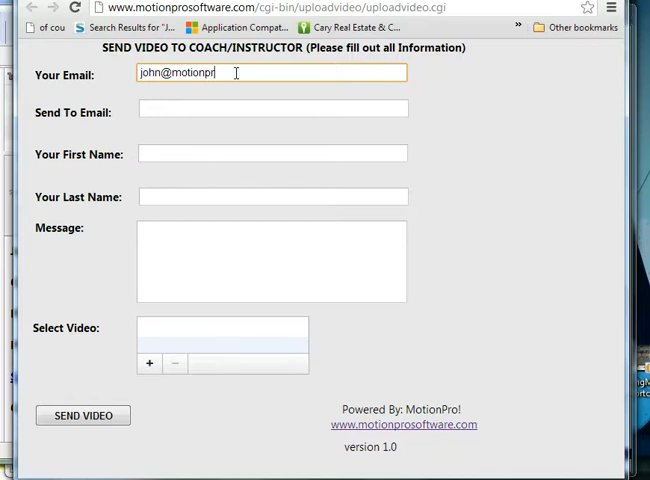 www.motionprosoftware.com/cgi-bin/uploadvideo/uploadvideo.cgi
of cou Search Results for "J... Application Compat... Cary Real Estate & C... » Other bookmarks
SEND VIDEO TO COACH/INSTRUCTOR (Please fill out all Information)
Your Email: john@motionpr
Send To Email:
Your First Name:
Your Last Name:
Message:
Select Video:
+ −
SEND VIDEO
Powered By: MotionPro!
www.motionprosoftware.com
version 1.0